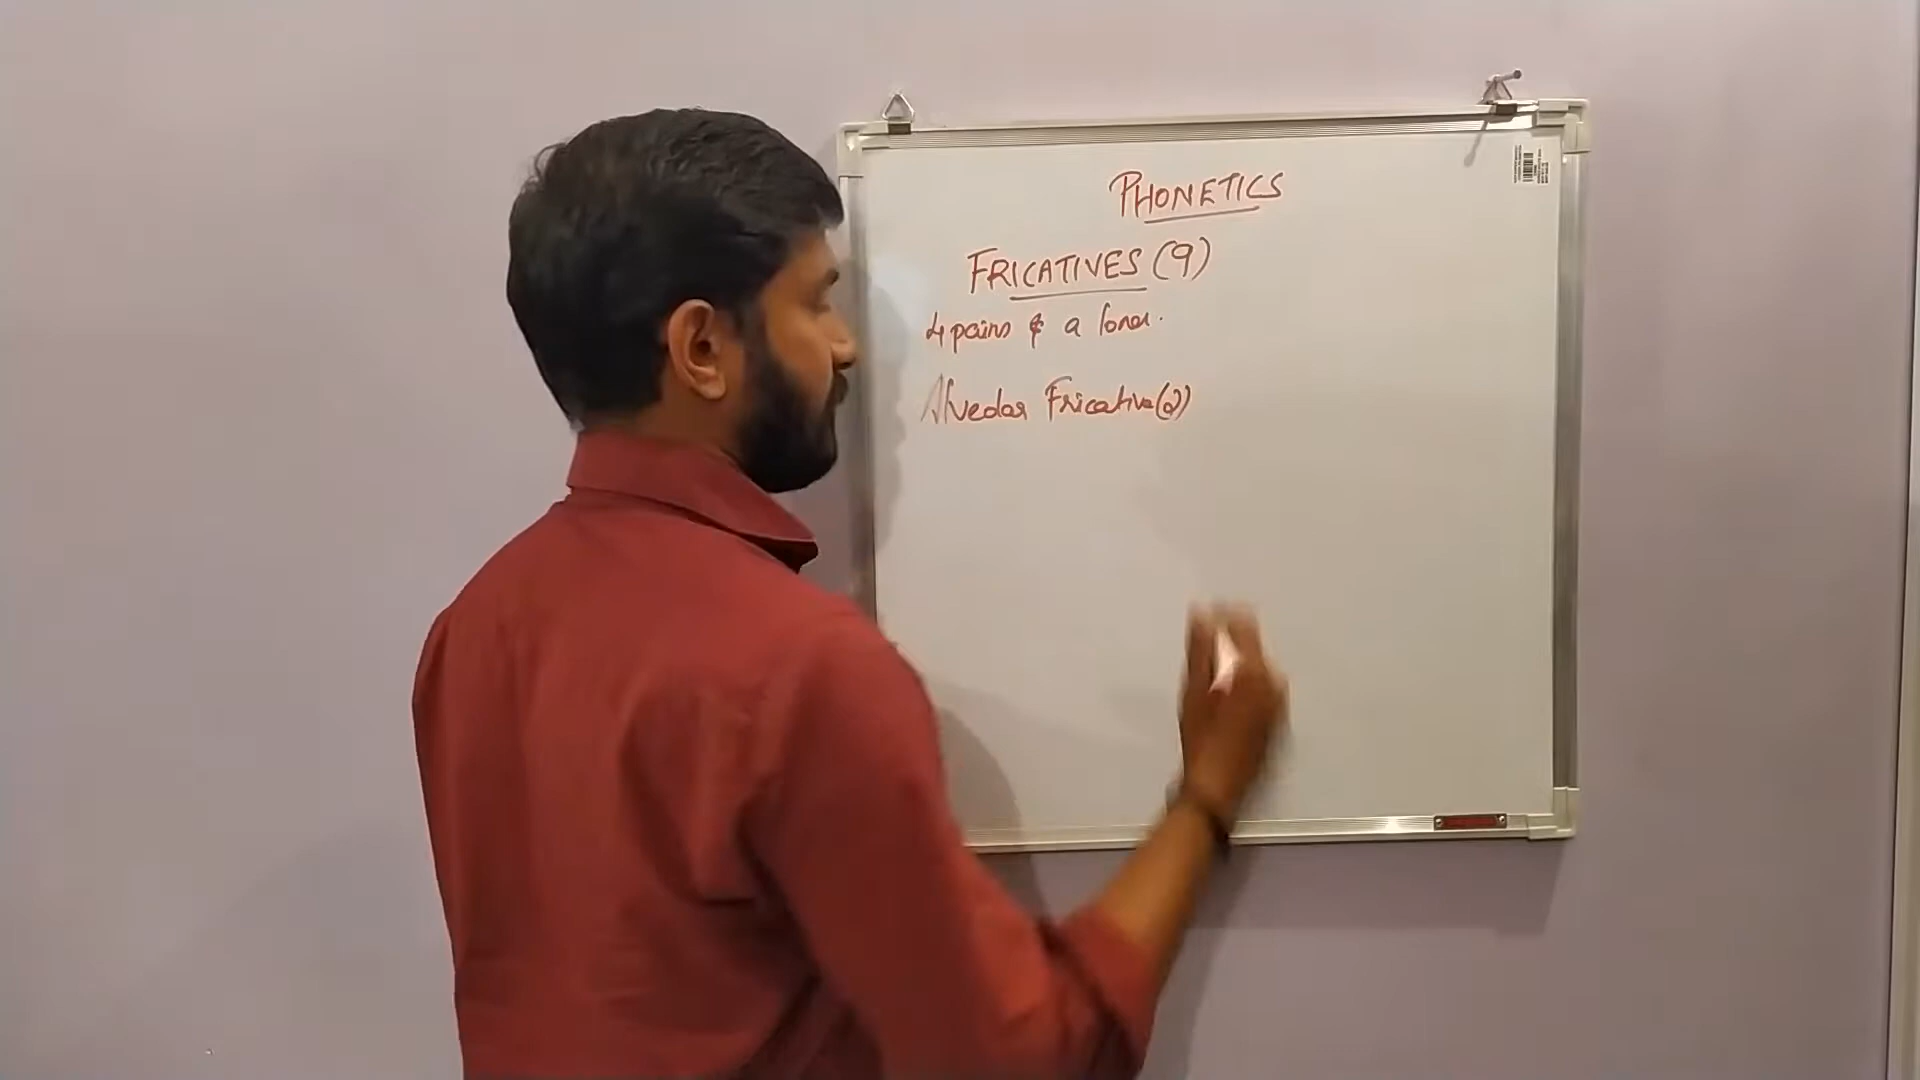 PHONETICS
FRICATIVES (9)
4 pairs & a loner.
Alveolar Fricative(2)